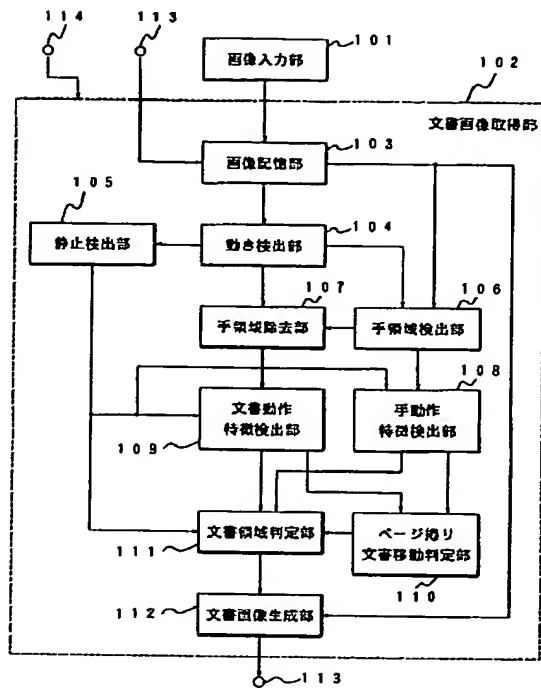 114
113
101
画像入力部
102
文書画像取得部
103
画像記憶部
105
静止検出部
104
動き検出部
107
手領域除去部
106
手領域検出部
108
文書動作
特徴検出部
109
手動作
特徴検出部
文書領域判定部
111
ページ捲り
文書移動判定部
110
112
文書画像生成部
113